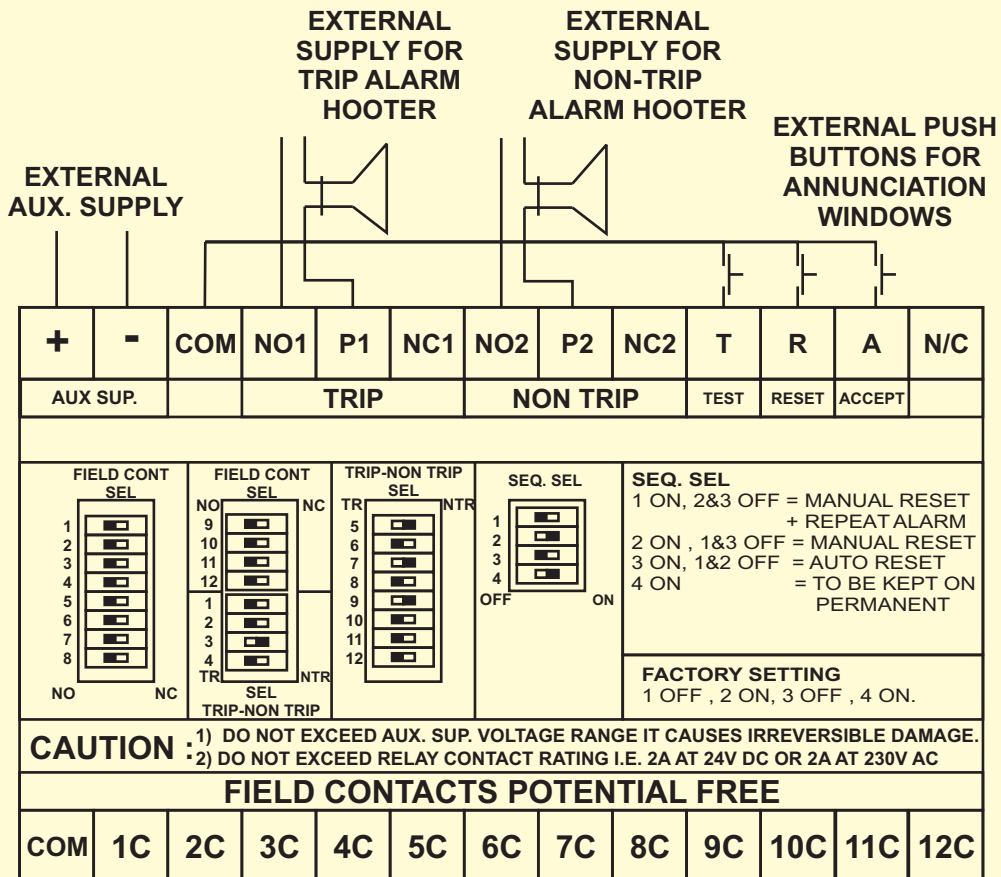 EXTERNAL
SUPPLY FOR
TRIP ALARM
HOOTER
EXTERNAL
SUPPLY FOR
NON-TRIP
ALARM HOOTER
EXTERNAL PUSH
BUTTONS FOR
ANNUNCIATION
WINDOWS
EXTERNAL
AUX. SUPPLY
+ - COM NO1 P1 NC1 NO2 P2 NC2 T R A N/C
AUX SUP. TRIP NON TRIP TEST RESET ACCEPT
FIELD CONT
SEL
1
2
3
4
5
6
7
8
NO NC
FIELD CONT
SEL
NO NC
9
10
11
12
1
2
3
4
TR NTR
SEL
TRIP-NON TRIP
TRIP-NON TRIP
SEL
TR NTR
5
6
7
8
9
10
11
12
SEQ. SEL
1
2
3
4
OFF ON
SEQ. SEL
1 ON, 2&3 OFF = MANUAL RESET
+ REPEAT ALARM
2 ON , 1&3 OFF = MANUAL RESET
3 ON, 1&2 OFF = AUTO RESET
4 ON = TO BE KEPT ON
PERMANENT
FACTORY SETTING
1 OFF , 2 ON, 3 OFF , 4 ON.
CAUTION : 1) DO NOT EXCEED AUX. SUP. VOLTAGE RANGE IT CAUSES IRREVERSIBLE DAMAGE.
2) DO NOT EXCEED RELAY CONTACT RATING I.E. 2A AT 24V DC OR 2A AT 230V AC
FIELD CONTACTS POTENTIAL FREE
COM 1C 2C 3C 4C 5C 6C 7C 8C 9C 10C 11C 12C